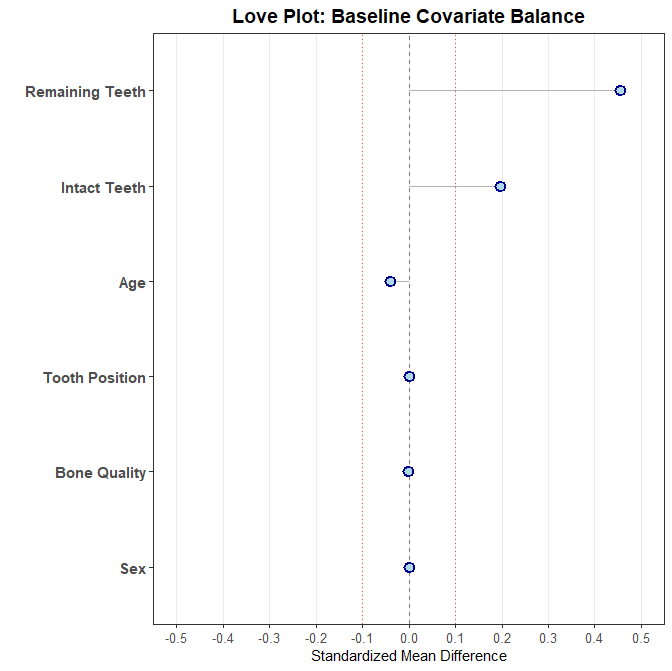 Love Plot: Baseline Covariate Balance
Remaining Teeth
Intact Teeth
Age
Tooth Position
Bone Quality
Sex
-0.5 -0.4 -0.3 -0.2 -0.1 0.0 0.1 0.2 0.3 0.4 0.5
Standardized Mean Difference